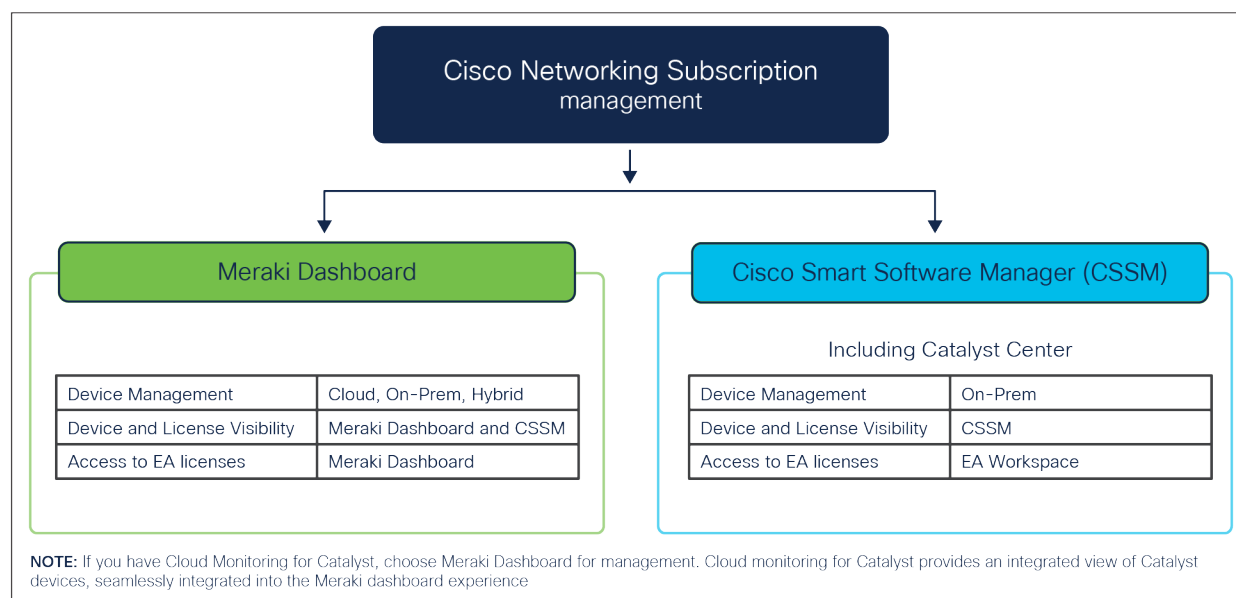 Cisco Networking Subscription
management
Meraki Dashboard
Device Management Cloud, On-Prem, Hybrid
Device and License Visibility Meraki Dashboard and CSSM
Access to EA licenses Meraki Dashboard
Cisco Smart Software Manager (CSSM)
Including Catalyst Center
Device Management On-Prem
Device and License Visibility CSSM
Access to EA licenses EA Workspace
NOTE: If you have Cloud Monitoring for Catalyst, choose Meraki Dashboard for management. Cloud monitoring for Catalyst provides an integrated view of Catalyst
devices, seamlessly integrated into the Meraki dashboard experience